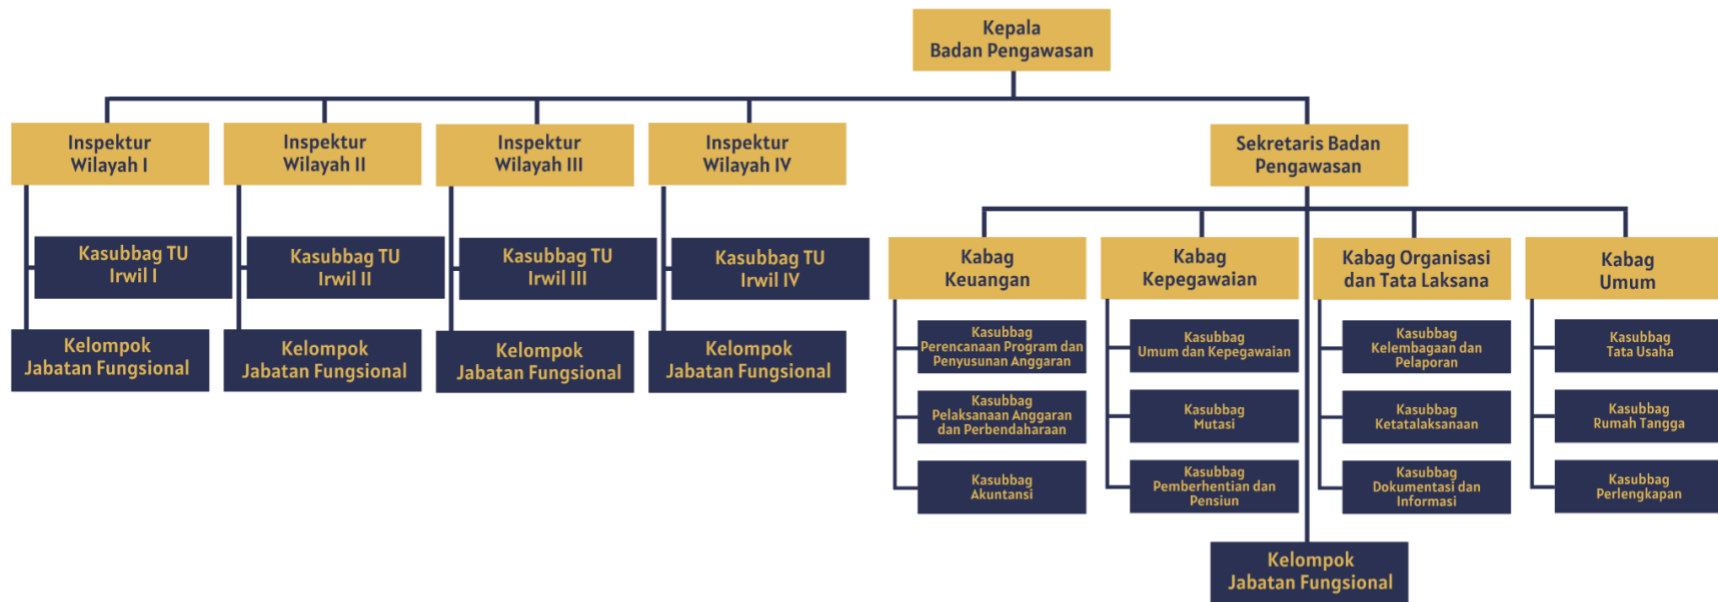 Kepala
Badan Pengawasan
Inspektur
Wilayah I
Inspektur
Wilayah II
Inspektur
Wilayah III
Inspektur
Wilayah IV
Sekretaris Badan
Pengawasan
Kasubbag TU
Irwil I
Kasubbag TU
Irwil II
Kasubbag TU
Irwil III
Kasubbag TU
Irwil IV
Kelompok
Jabatan Fungsional
Kelompok
Jabatan Fungsional
Kelompok
Jabatan Fungsional
Kelompok
Jabatan Fungsional
Kabag
Keuangan
Kabag
Kepegawaian
Kabag Organisasi
dan Tata Laksana
Kabag
Umum
Kasubbag
Perencanaan Program dan
Penyusunan Anggaran
Kasubbag
Umum dan Kepegawaian
Kasubbag
Kelembagaan dan
Pelaporan
Kasubbag
Tata Usaha
Kasubbag
Pelaksanaan Anggaran
dan Perbendaharaan
Kasubbag
Mutasi
Kasubbag
Ketatalaksanaan
Kasubbag
Rumah Tangga
Kasubbag
Akuntansi
Kasubbag
Pemberhentian dan
Pensiun
Kasubbag
Dokumentasi dan
Informasi
Kasubbag
Perlengkapan
Kelompok
Jabatan Fungsional